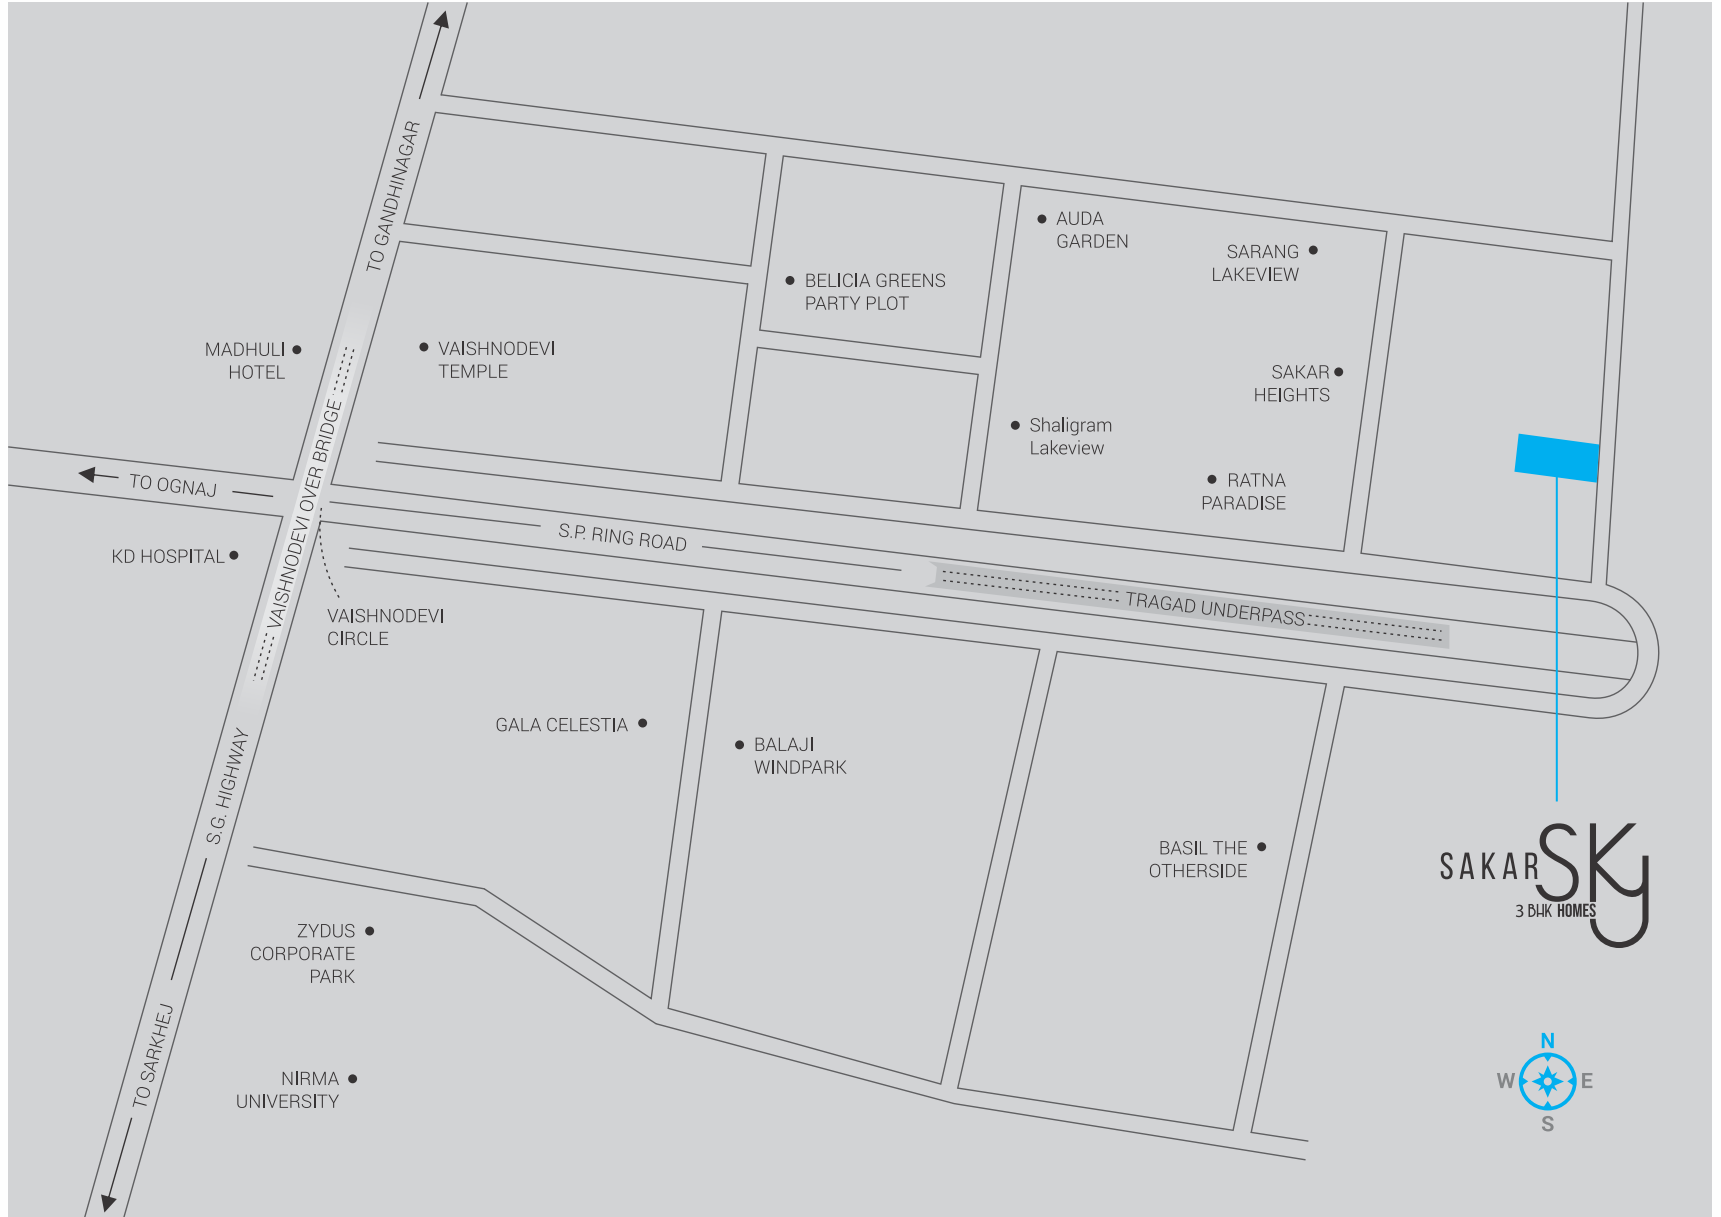 TO GANDHINAGAR
AUDA
GARDEN
SARANG
LAKEVIEW
BELICIA GREENS
PARTY PLOT
MADHULI
HOTEL
VAISHNODEVI
TEMPLE
SAKAR
HEIGHTS
Shaligram
Lakeview
RATNA
PARADISE
TO OGNAJ
VAISHNODEVI OVER BRIDGE
S.P. RING ROAD
KD HOSPITAL
TRAGAD UNDERPASS
VAISHNODEVI
CIRCLE
GALA CELESTIA
BALAJI
WINDPARK
S.G. HIGHWAY
BASIL THE
OTHERSIDE
SAKAR SKY
3 BHK HOMES
ZYDUS
CORPORATE
PARK
TO SARKHEJ
NIRMA
UNIVERSITY
N
W E
S